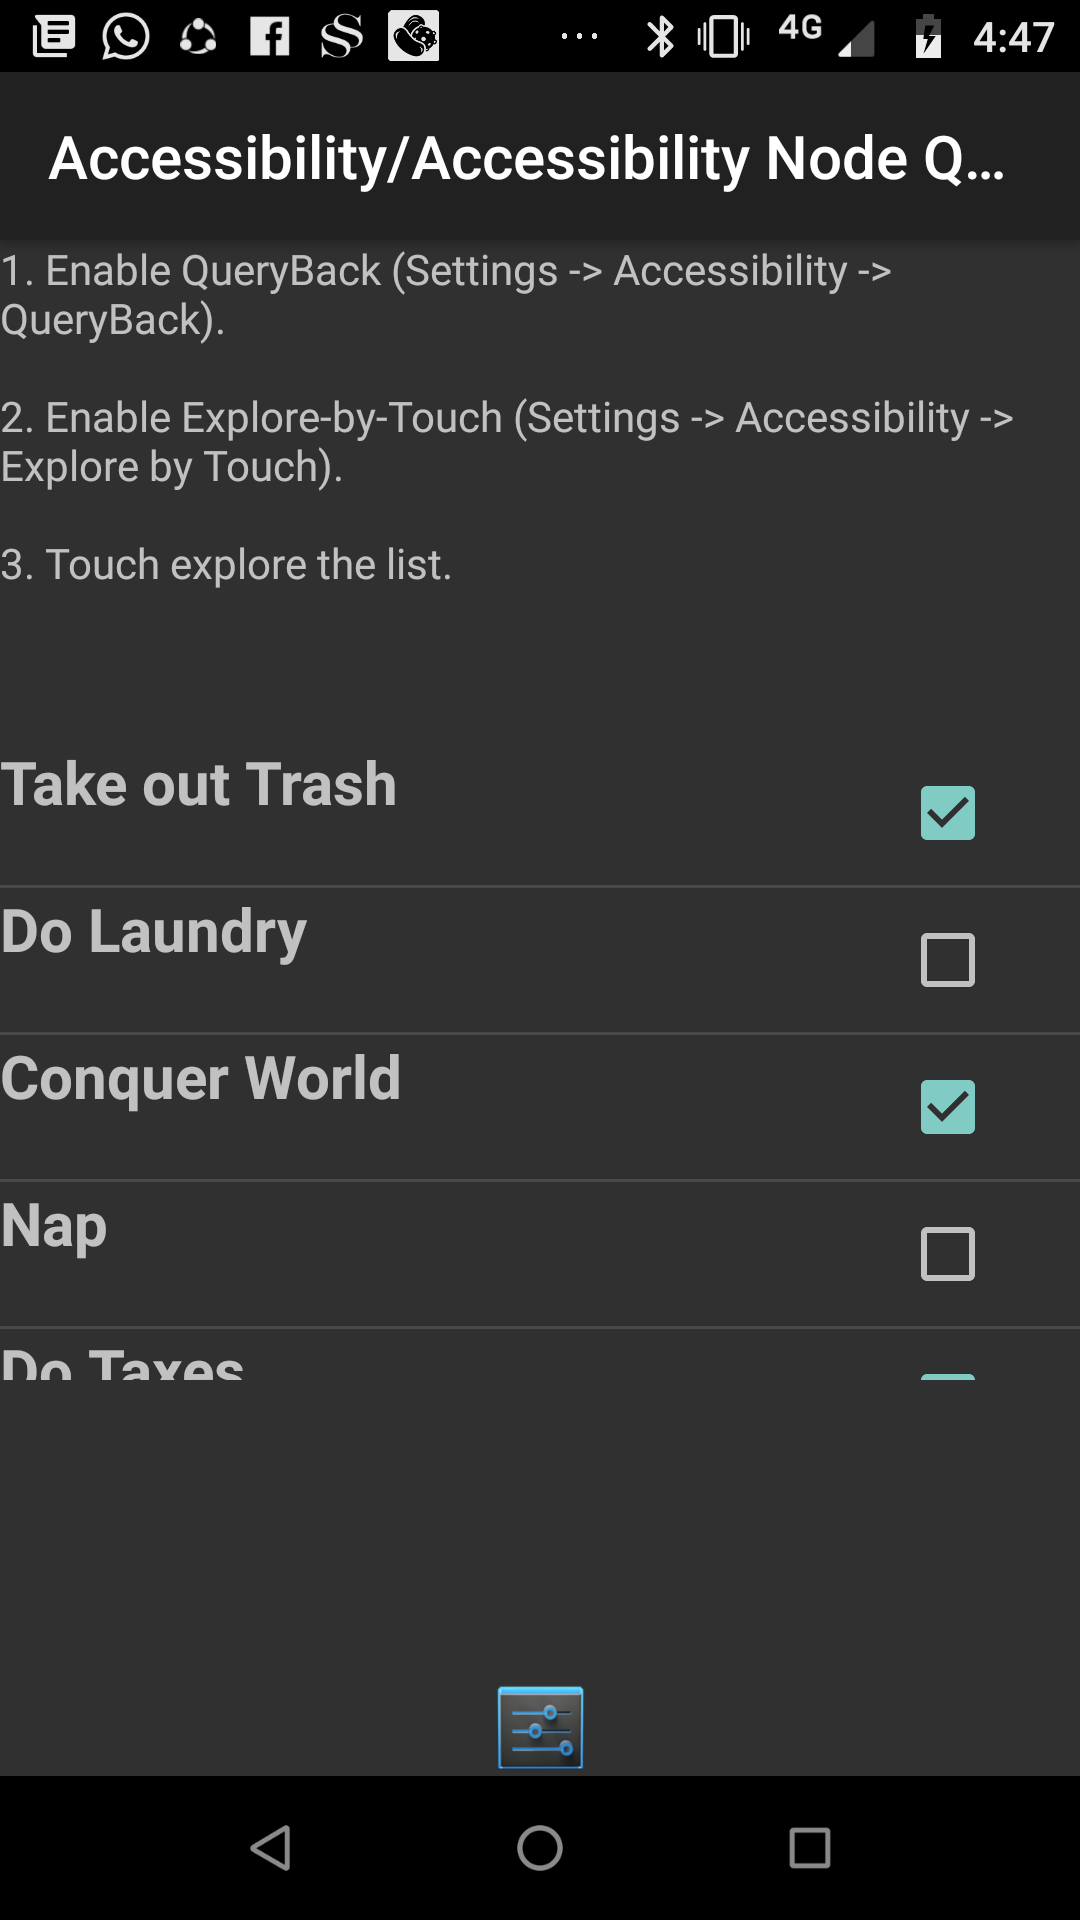 4G 4:47
Accessibility/Accessibility Node Q...
1. Enable QueryBack (Settings -> Accessibility ->
QueryBack).
2. Enable Explore-by-Touch (Settings -> Accessibility ->
Explore by Touch).
3. Touch explore the list.
Take out Trash
Do Laundry
Conquer World
Nap
Do Taxes